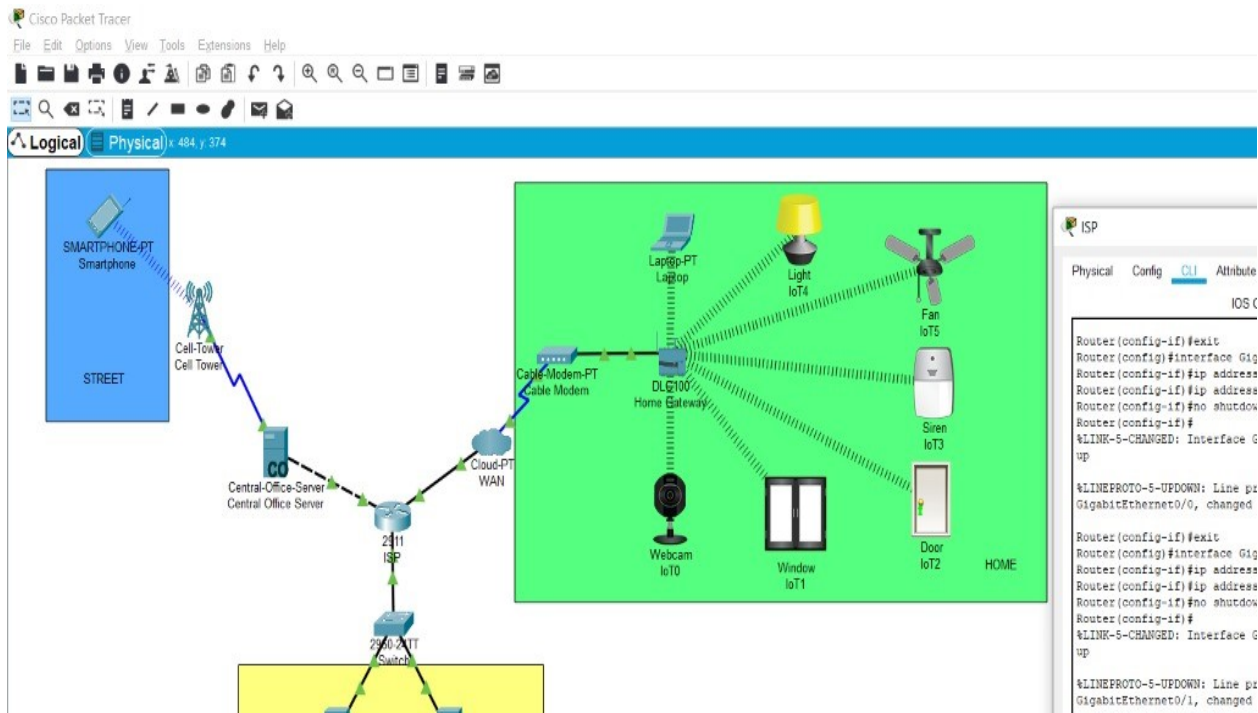 Cisco Packet Tracer
File Edit Options View Tools Extensions Help
Logical Physical x: 484, y: 374
SMARTPHONE-PT
Smartphone
Cell-Tower
Cell Tower
STREET
CO
Central-Office-Server
Central Office Server
2911
ISP
Cloud-PT
WAN
Cable-Modem-PT
Cable Modem
Laptop-PT
Laptop
Light
IoT4
Fan
IoT5
DLC100
Home Gateway
Siren
IoT3
Webcam
IoT0
Window
IoT1
Door
IoT2
HOME
2950-24TT
Switch
ISP
Physical Config CLI Attribute
IOS
Router(config-if)#exit
Router(config)#interface Gig
Router(config-if)#ip address
Router(config-if)#ip address
Router(config-if)#no shutdow
Router(config-if)#
%LINK-5-CHANGED: Interface G
up
%LINEPROTO-5-UPDOWN: Line pr
GigabitEthernet0/0, changed
Router(config-if)#exit
Router(config)#interface Gig
Router(config-if)#ip address
Router(config-if)#ip address
Router(config-if)#no shutdow
Router(config-if)#
%LINK-5-CHANGED: Interface G
up
%LINEPROTO-5-UPDOWN: Line pr
GigabitEthernet0/1, changed